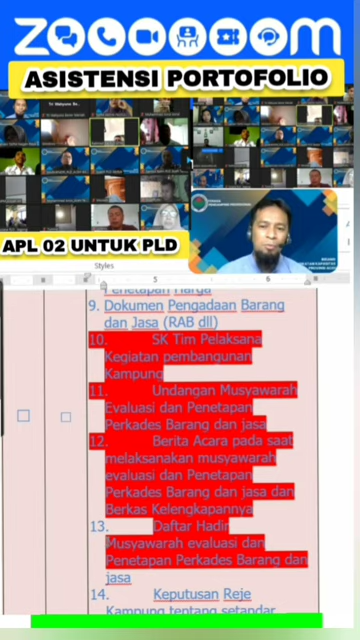 ZOOOOOOM
ASISTENSI PORTOFOLIO
APL 02 UNTUK PLD
Styles
Penetapan Harga
9. Dokumen Pengadaan Barang
dan Jasa (RAB dll)
10. SK Tim Pelaksana
Kegiatan pembangunan
Kampung
11. Undangan Musyawarah
Evaluasi dan Penetapan
Perkades Barang dan jasa
12. Berita Acara pada saat
melaksanakan musyawarah
evaluasi dan Penetapan
Perkades Barang dan jasa dan
Berkas Kelengkapannya
13. Daftar Hadir
Musyawarah evaluasi dan
Penetapan Perkades Barang dan
jasa
14. Keputusan Reje
Kampung tentang setandar